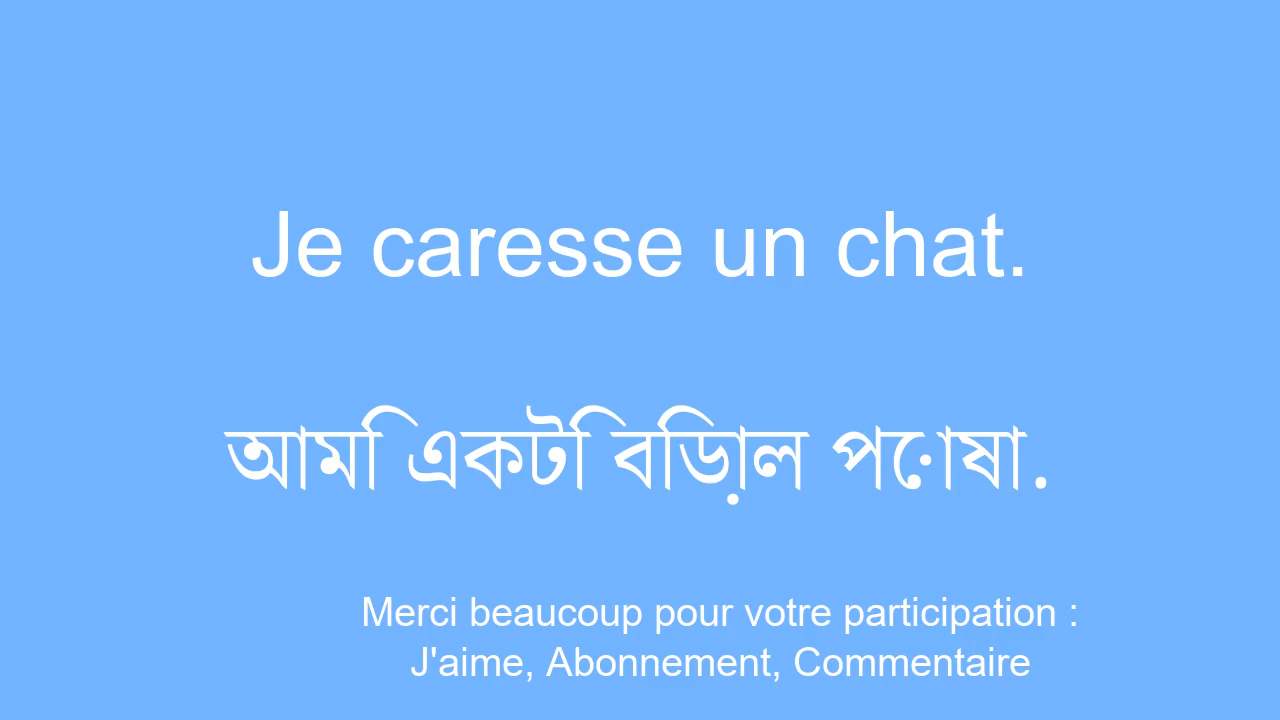 Je caresse un chat.
আমি একটি বিড়াল পোষা.
Merci beaucoup pour votre participation :
J'aime, Abonnement, Commentaire